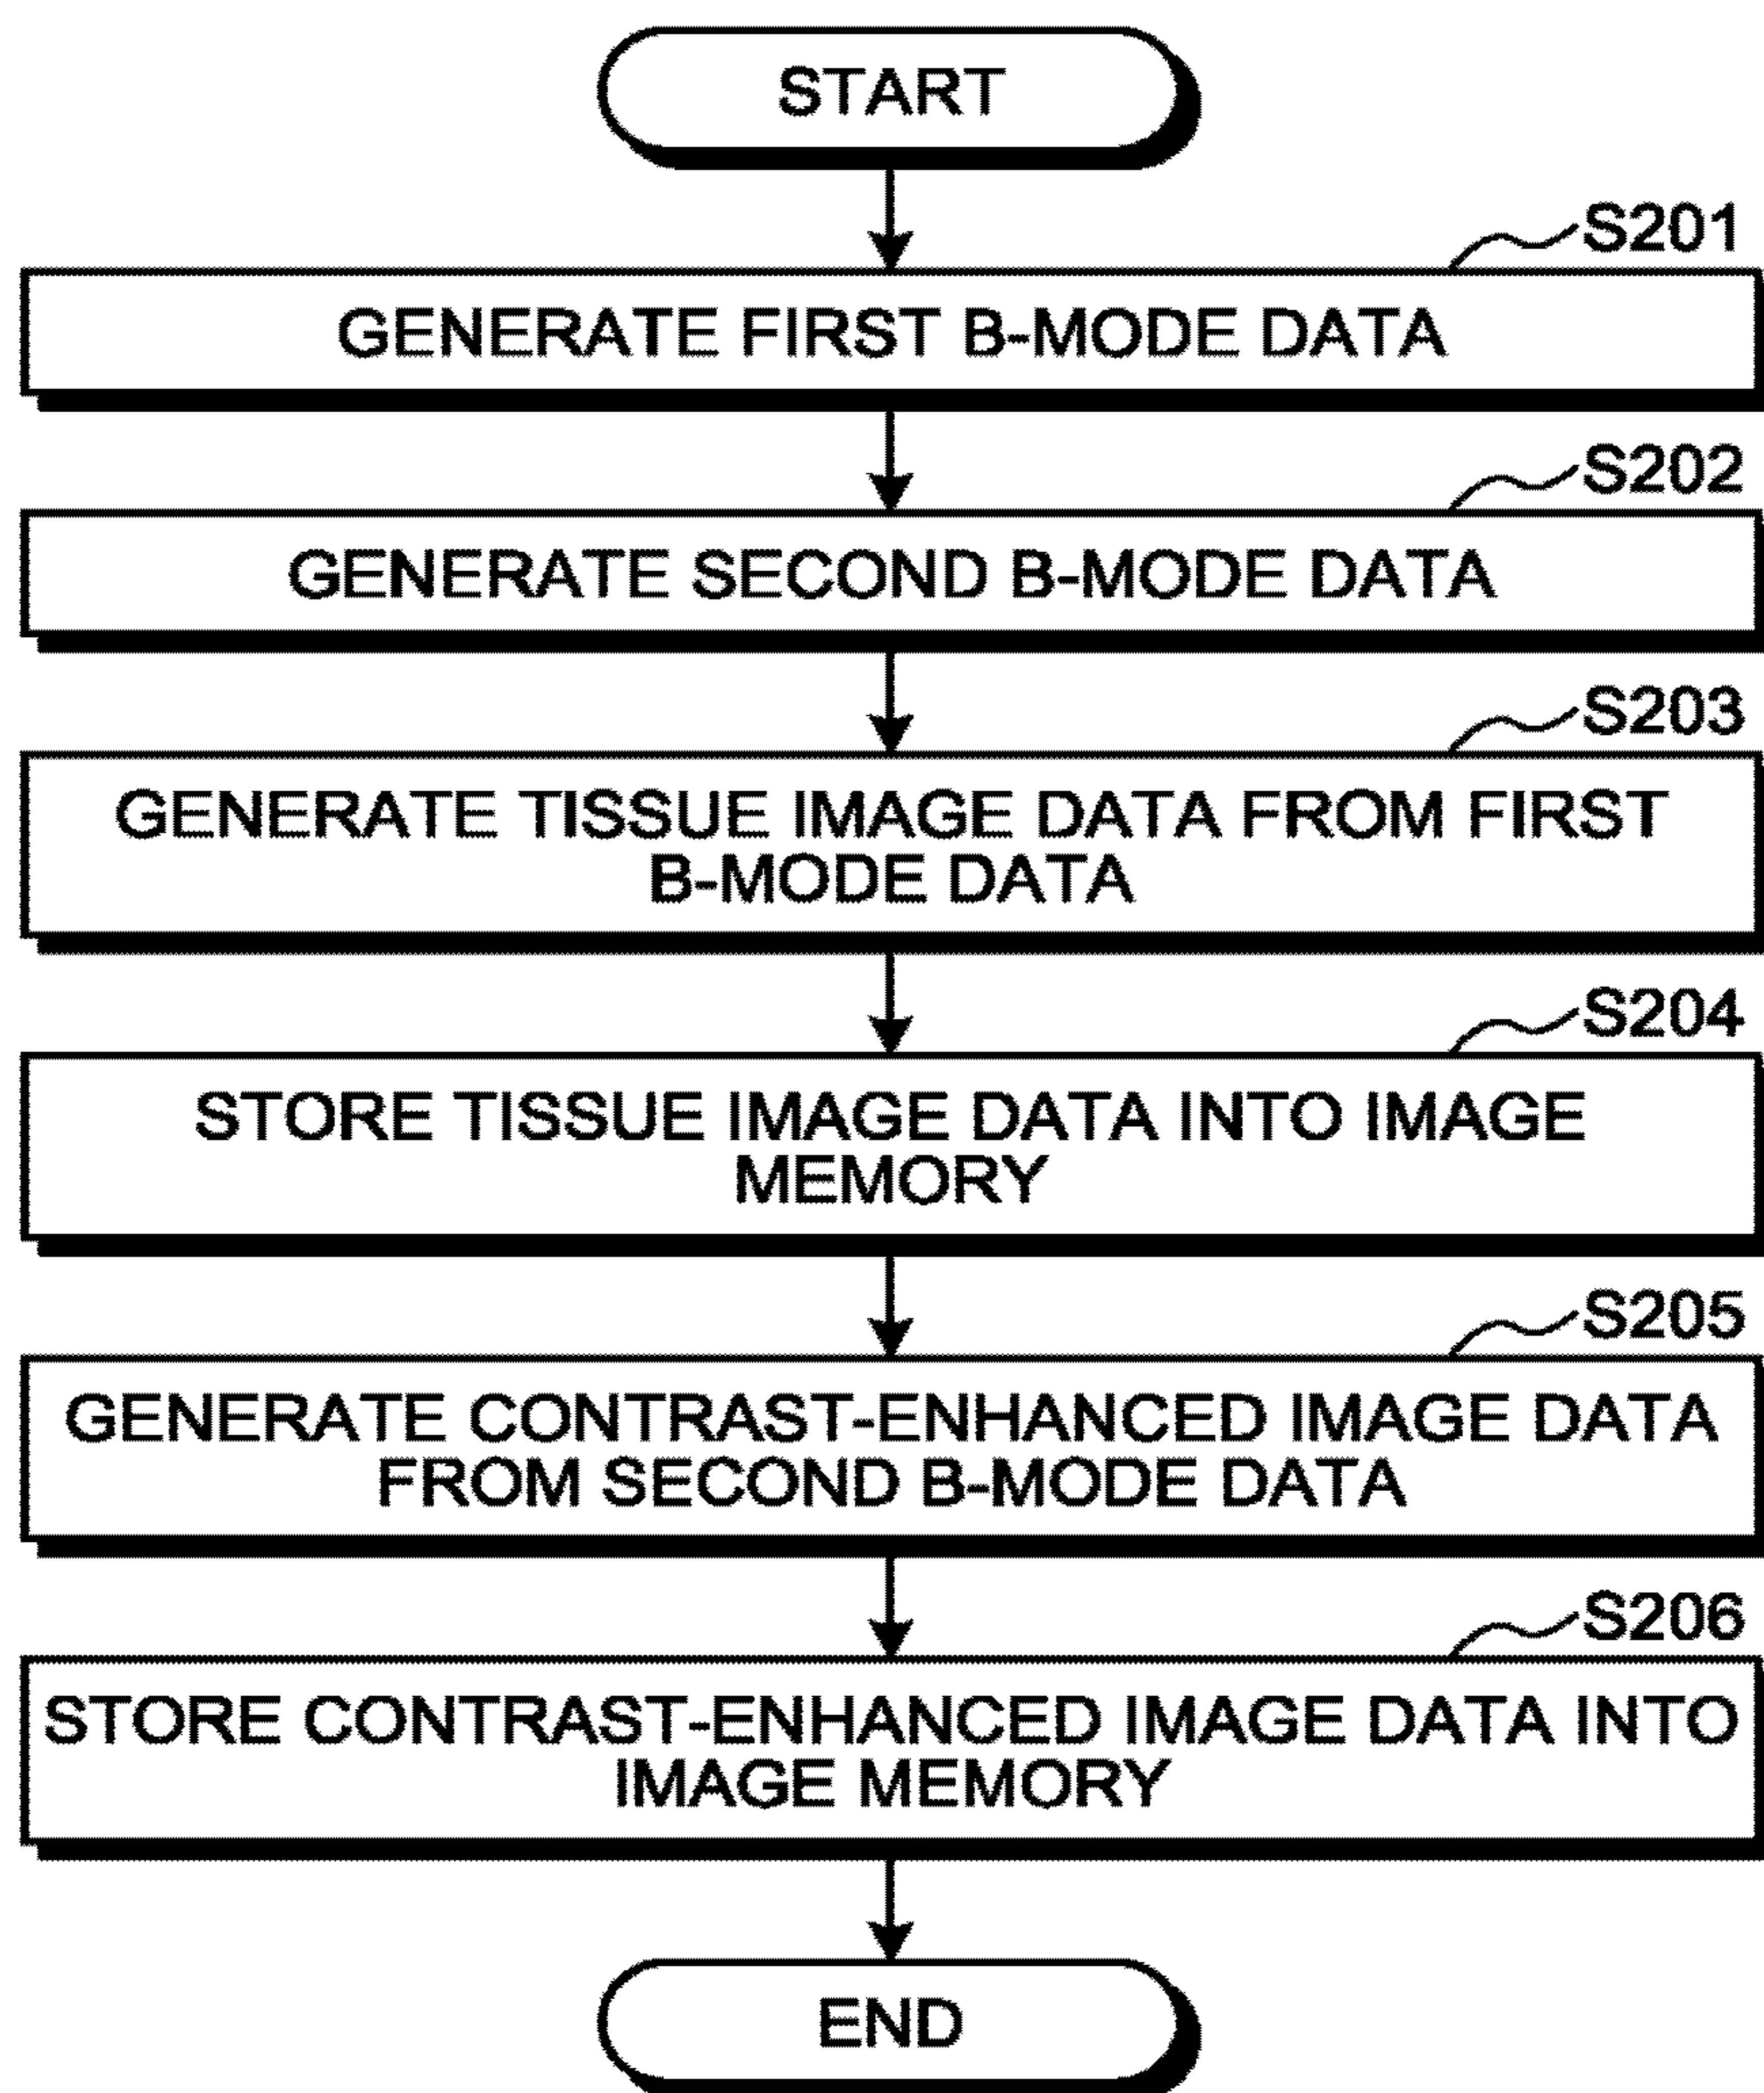 START
S201
GENERATE FIRST B-MODE DATA
S202
GENERATE SECOND B-MODE DATA
S203
GENERATE TISSUE IMAGE DATA FROM FIRST
B-MODE DATA
S204
STORE TISSUE IMAGE DATA INTO IMAGE
MEMORY
S205
GENERATE CONTRAST-ENHANCED IMAGE DATA
FROM SECOND B-MODE DATA
S206
STORE CONTRAST-ENHANCED IMAGE DATA INTO
IMAGE MEMORY
END